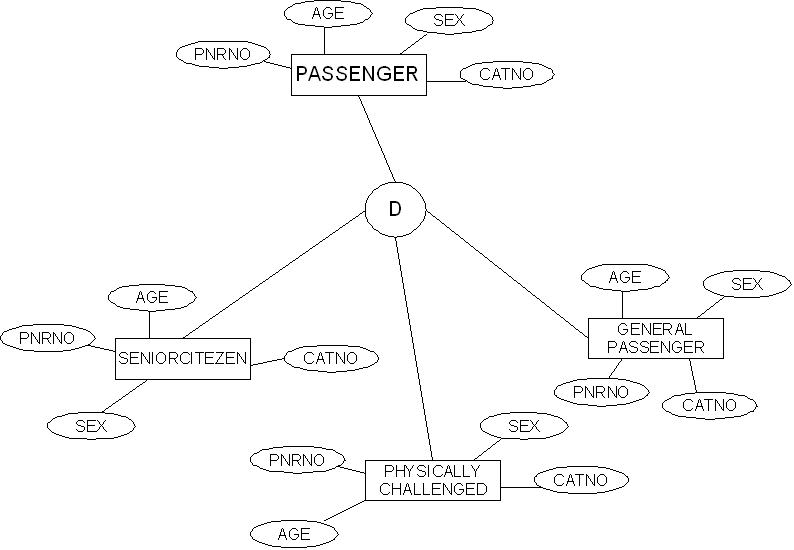 AGE
SEX
PNRNO
PASSENGER
CATNO
D
AGE
SEX
AGE
GENERAL
PASSENGER
PNRNO
SENIORCITEZEN
CATNO
PNRNO
CATNO
SEX
SEX
PNRNO
PHYSICALLY
CHALLENGED
CATNO
AGE